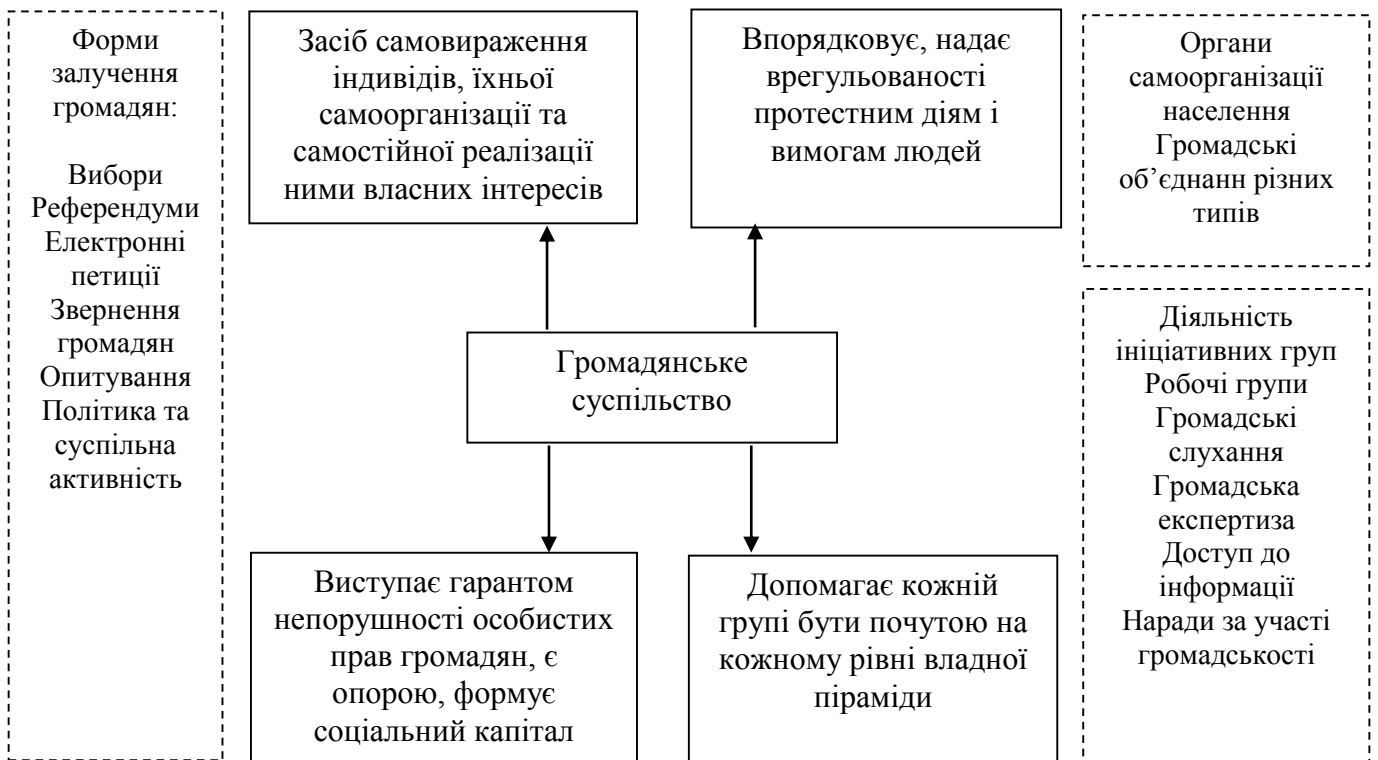 Форми
залучення
громадян:
Вибори
Референдуми
Електронні
петиції
Звернення
громадян
Опитування
Політика та
суспільна
активність
Засіб самовираження
індивідів, їхньої
самоорганізації та
самостійної реалізації
ними власних інтересів
Впорядковує, надає
врегульованості
протестним діям і
вимогам людей
Органи
самоорганізації
населення
Громадські
об’єднанн різних
типів
Громадянське
суспільство
Діяльність
ініціативних груп
Робочі групи
Громадські
слухання
Громадська
експертиза
Доступ до
інформації
Наради за участі
громадськості
Виступає гарантом
непорушності особистих
прав громадян, є
опорою, формує
соціальний капітал
Допомагає кожній
групі бути почутою на
кожному рівні владної
піраміди